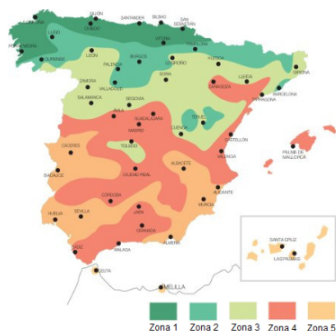 GIJÓN
LUGO
OVIEDO
SANTANDER
BILBAO
SAN
SEBASTIÁN
VITORIA
PAMPLONA
PONTEVEDRA
OURENSE
LEÓN
BURGOS
LOGROÑO
HUESCA
GIRONA
PALENCIA
ZAMORA
VALLADOLID
SORIA
ZARAGOZA
LLEIDA
BARCELONA
TARRAGONA
SALAMANCA
SEGOVIA
ÁVILA
GUADALAJARA
MADRID
TERUEL
CUENCA
CASTELLÓN
TOLEDO
CÁCERES
VALENCIA
PALMA DE
MALLORCA
BADAJOZ
CIUDAD REAL
ALBACETE
ALICANTE
CÓRDOBA
JAÉN
MURCIA
HUELVA
SEVILLA
GRANADA
ALMERÍA
CÁDIZ
MÁLAGA
SANTA CRUZ
LAS PALMAS
CEUTA
MELILLA
Zona 1 Zona 2 Zona 3 Zona 4 Zona 5